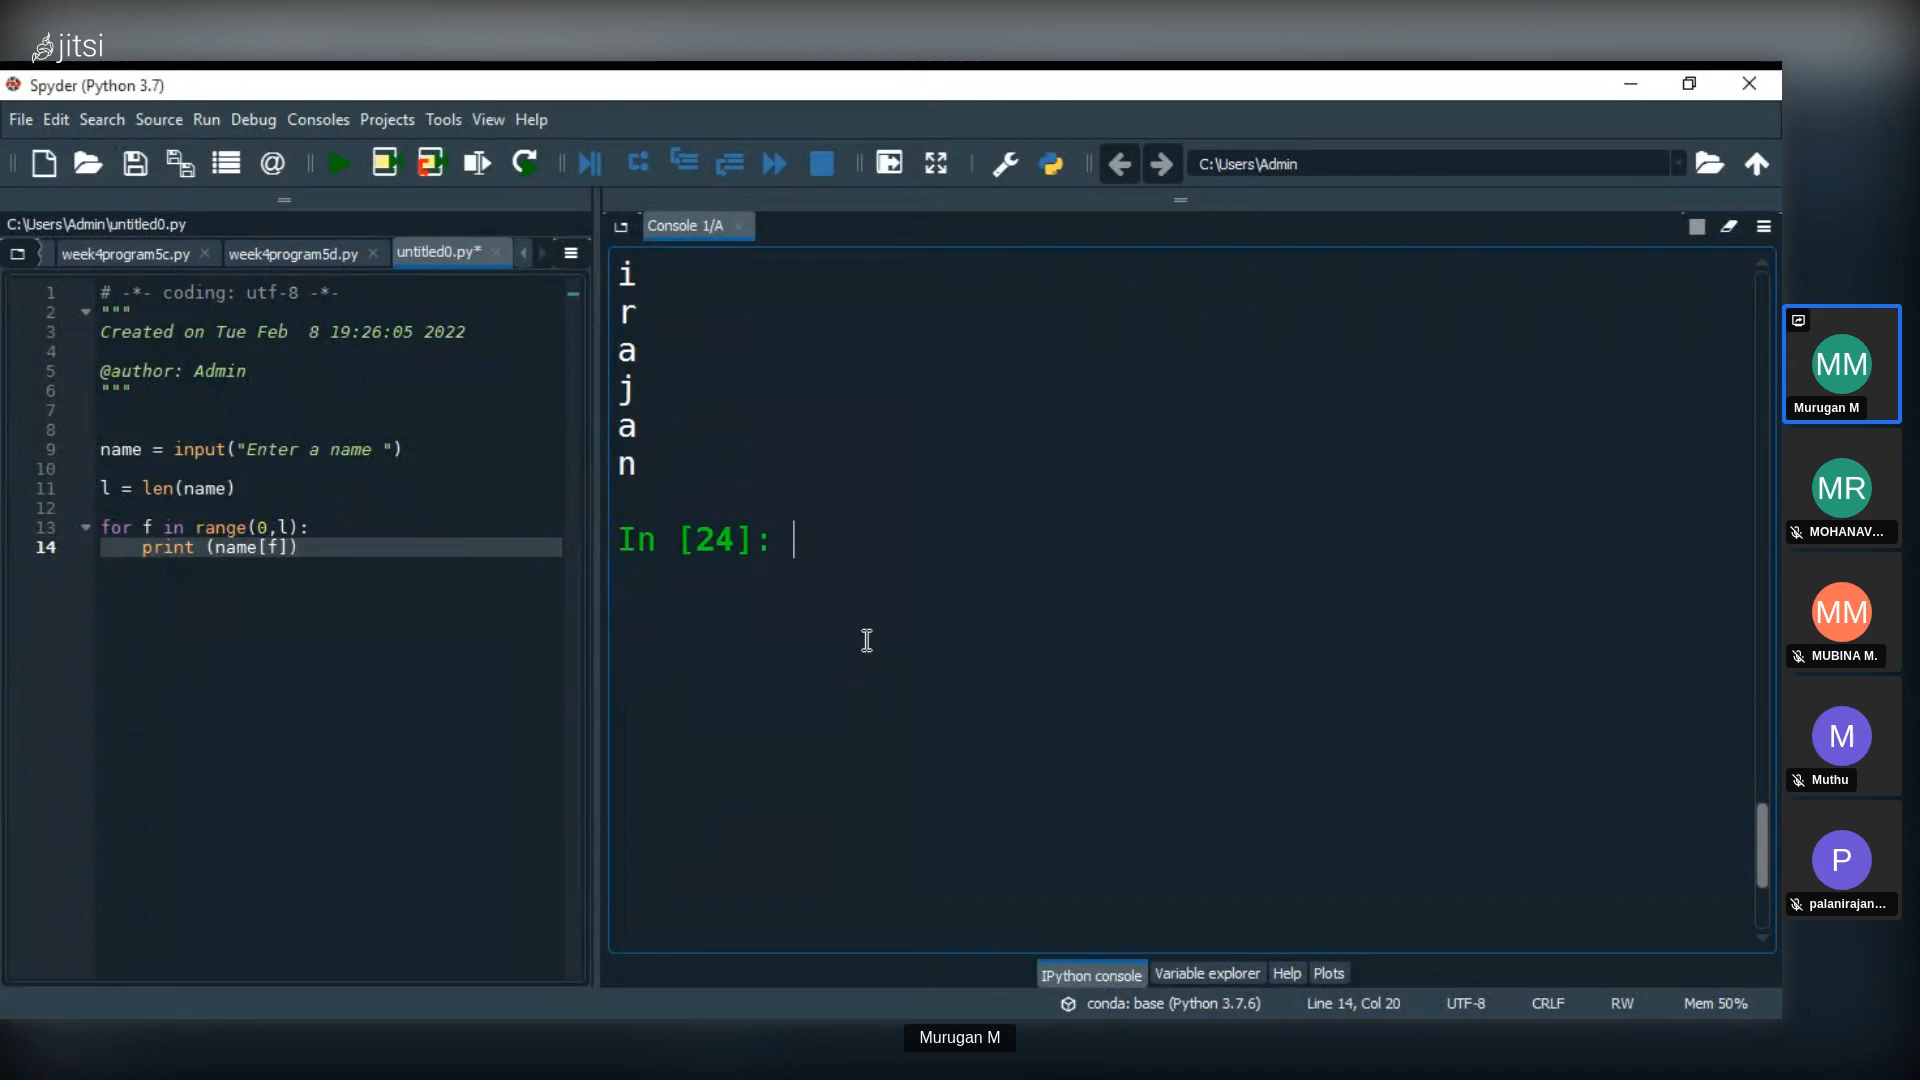 jitsi
Spyder (Python 3.7)
File Edit Search Source Run Debug Consoles Projects Tools View Help
C:\Users\Admin
C:\Users\Admin\untitled0.py
week4program5c.py
week4program5d.py
untitled0.py*
1 # -*- coding: utf-8 -*-
2 """
3 Created on Tue Feb  8 19:26:05 2022
4
5 @author: Admin
6 """
7
8
9 name = input("Enter a name ")
10
11 l = len(name)
12
13 for f in range(0,l):
14     print (name[f])
Console 1/A
i
r
a
j
a
n
In [24]:
IPython console Variable explorer Help Plots
conda: base (Python 3.7.6) Line 14, Col 20 UTF-8 CRLF RW Mem 50%
MM
Murugan M
MR
MOHANAV...
MM
MUBINA M.
M
Muthu
P
palanirajan...
Murugan M